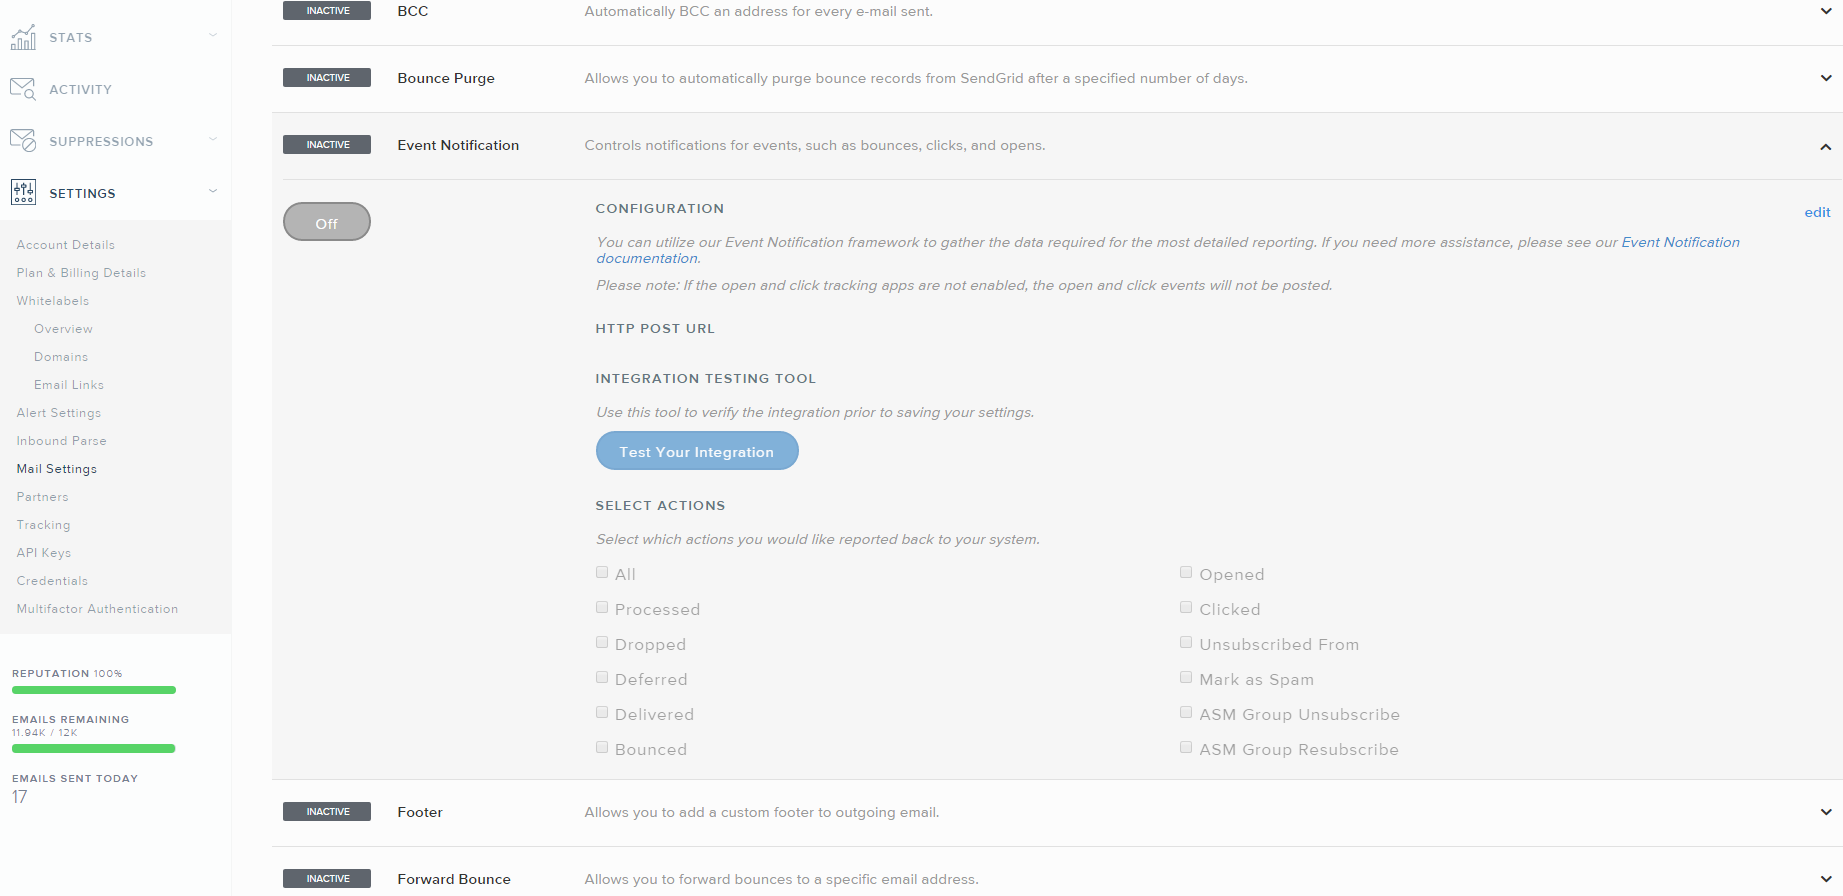 STATS
ACTIVITY
SUPPRESSIONS
SETTINGS
Account Details
Plan & Billing Details
Whitelabels
Overview
Domains
Email Links
Alert Settings
Inbound Parse
Mail Settings
Partners
Tracking
API Keys
Credentials
Multifactor Authentication
REPUTATION 100%
EMAILS REMAINING
11.94K / 12K
EMAILS SENT TODAY
17
INACTIVE BCC Automatically BCC an address for every e-mail sent.
INACTIVE Bounce Purge Allows you to automatically purge bounce records from SendGrid after a specified number of days.
INACTIVE Event Notification Controls notifications for events, such as bounces, clicks, and opens.
Off
CONFIGURATION edit
You can utilize our Event Notification framework to gather the data required for the most detailed reporting. If you need more assistance, please see our Event Notification
documentation.
Please note: If the open and click tracking apps are not enabled, the open and click events will not be posted.
HTTP POST URL
INTEGRATION TESTING TOOL
Use this tool to verify the integration prior to saving your settings.
Test Your Integration
SELECT ACTIONS
Select which actions you would like reported back to your system.
All Opened
Processed Clicked
Dropped Unsubscribed From
Deferred Mark as Spam
Delivered ASM Group Unsubscribe
Bounced ASM Group Resubscribe
INACTIVE Footer Allows you to add a custom footer to outgoing email.
INACTIVE Forward Bounce Allows you to forward bounces to a specific email address.